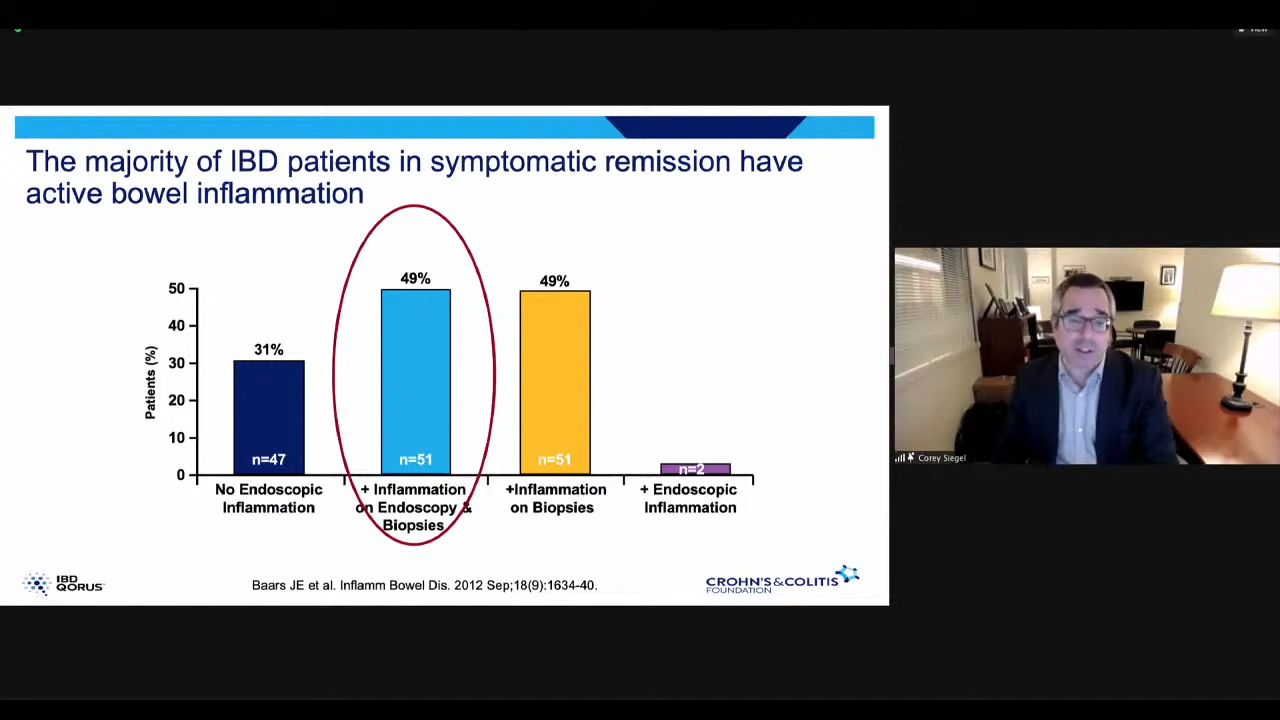 View
The majority of IBD patients in symptomatic remission have
active bowel inflammation
Patients (%)
50
40
30
20
10
0
31%
49%
49%
n=47
n=51
n=51
n=2
No Endoscopic
Inflammation
+ Inflammation
on Endoscopy &
Biopsies
+Inflammation
on Biopsies
+ Endoscopic
Inflammation
IBD
QORUS
Baars JE et al. Inflamm Bowel Dis. 2012 Sep;18(9):1634-40.
CROHN'S & COLITIS
FOUNDATION
Corey Siegel